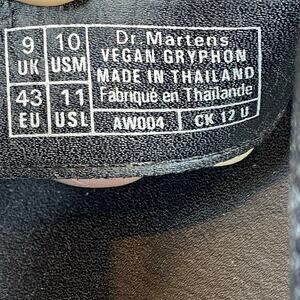 9 UK 10 USM
43 EU 11 USL
Dr Martens
VEGAN GRYPHON
MADE IN THAILAND
Fabriqué en Thaïlande
AW004 CK 12 U